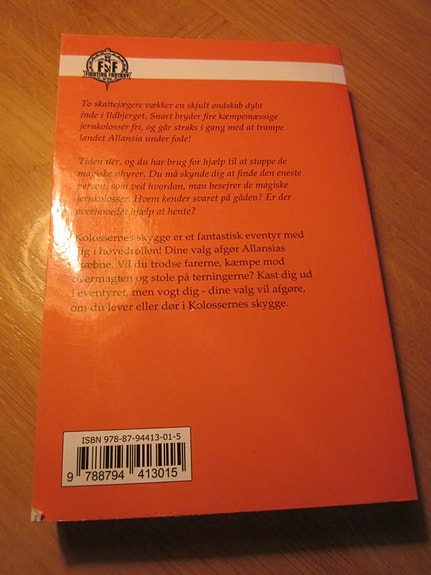 FF
FIGHTING FANTASY
To skattejægere vækker en skjult ondskab dybt
inde i Ildbjerget. Snart bryder fire kæmpemæssige
jernkolosser fri, og går straks i gang med at trampe
landet Allansia under fode!
Tiden iler, og du har brug for hjælp til at stoppe de
magiske uhyrer. Du må skynde dig at finde den eneste
person, som ved hvordan, man besejrer de magiske
jernkolosser. Hvem kender svaret på gåden? Er der
overhovedet hjælp at hente?
Kolossernes skygge er et fantastisk eventyr med
dig i hovedrollen! Dine valg afgør Allansias
skæbne. Vil du trodse farerne, kæmpe mod
overmagten og stole på terningerne? Kast dig ud
i eventyret, men vogt dig - dine valg vil afgøre,
om du lever eller dør i Kolossernes skygge.
ISBN 978-87-94413-01-5
9 788794 413015